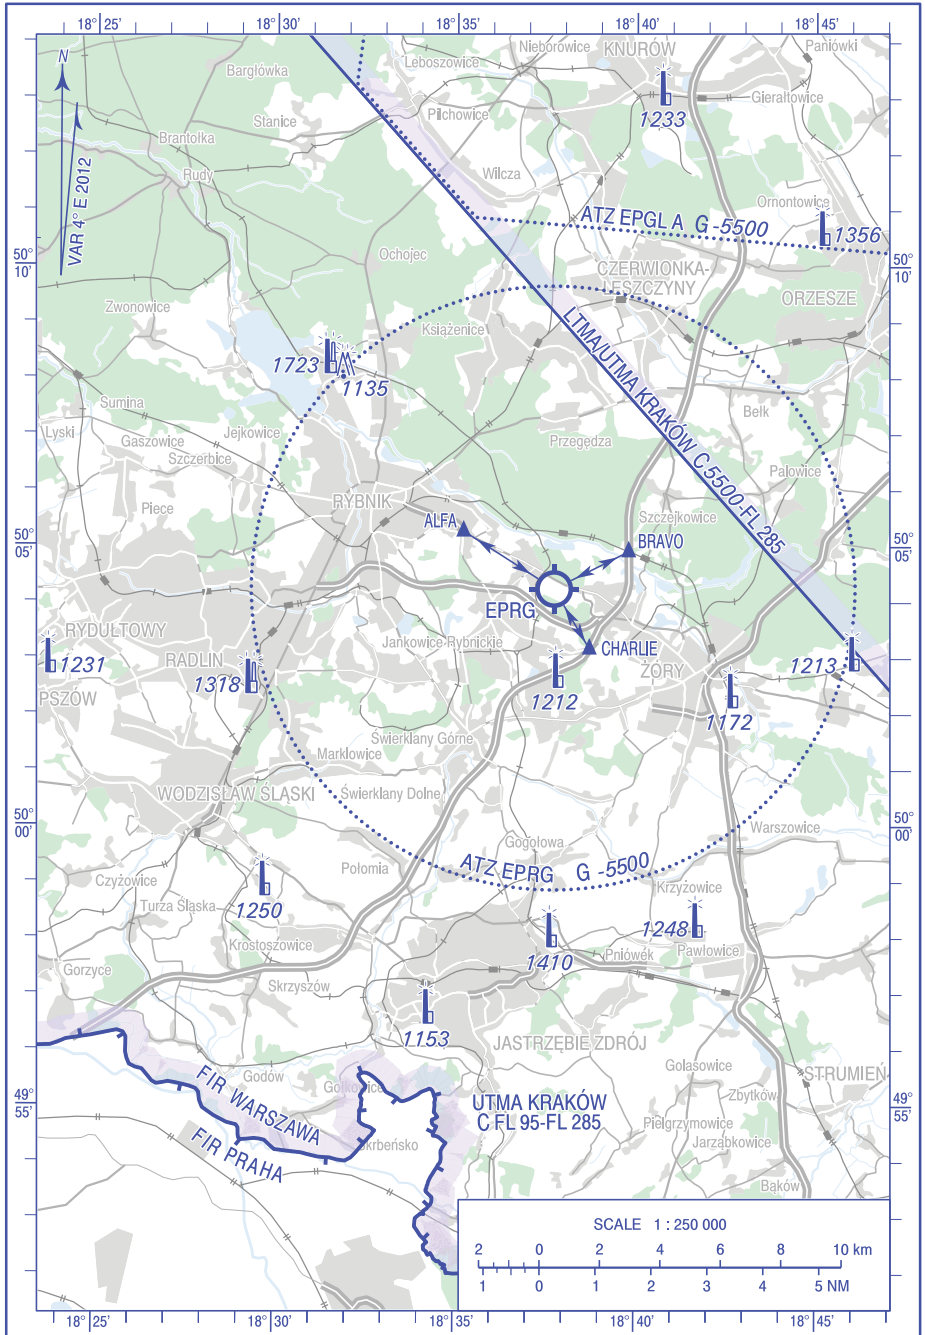 18° 25' 18° 30' 18° 35' 18° 40' 18° 45'
N
VAR 4° E 2012
Bargłówka
Leboszowice
Nieborowice
KNURÓW
Paniówki
Gierałtowice
1233
Stanice
Pilchowice
Brantołka
Rudy
Wilcza
Ornontowice
ATZ EPGL A G -5500
1356
50°
10'
50°
10'
Ochojec
CZERWIONKA-
LESZCZYNY
ORZESZE
Zwonowice
Książenice
LTMA/UTMA KRAKÓW C5500-FL 285
1723
1135
Sumina
Bełk
Lyski
Gaszowice
Jejkowice
Szczerbice
Przegędza
Palowice
Piece
RYBNIK
ALFA
Szczejkowice
BRAVO
50°
05'
50°
05'
EPRG
RYDUŁTOWY
Jankowice Rybnickie
CHARLIE
1231
RADLIN
ŻORY
1213
PSZÓW
1318
1212
1172
Świerklany Górne
Marklowice
WODZISŁAW ŚLĄSKI
Świerklany Dolne
50°
00'
50°
00'
Warszowice
Gogołowa
Połomia
ATZ EPRG G -5500
Czyżowice
Krzyżowice
Turza Śląska
1250
1248
Krostoszowice
1410
Pniówek
Pawłowice
Gorzyce
Skrzyszów
1153
JASTRZĘBIE ZDRÓJ
Gołasowice
STRUMIEŃ
Godów
Gołkowice
Zbytków
49°
55'
49°
55'
FIR WARSZAWA
UTMA KRAKÓW
C FL 95-FL 285
Pielgrzymowice
FIR PRAHA
Skrbeńsko
Jarząbkowice
Bąków
SCALE 1 : 250 000
2 0 2 4 6 8 10 km
1 0 1 2 3 4 5 NM
18° 25' 18° 30' 18° 35' 18° 40' 18° 45'